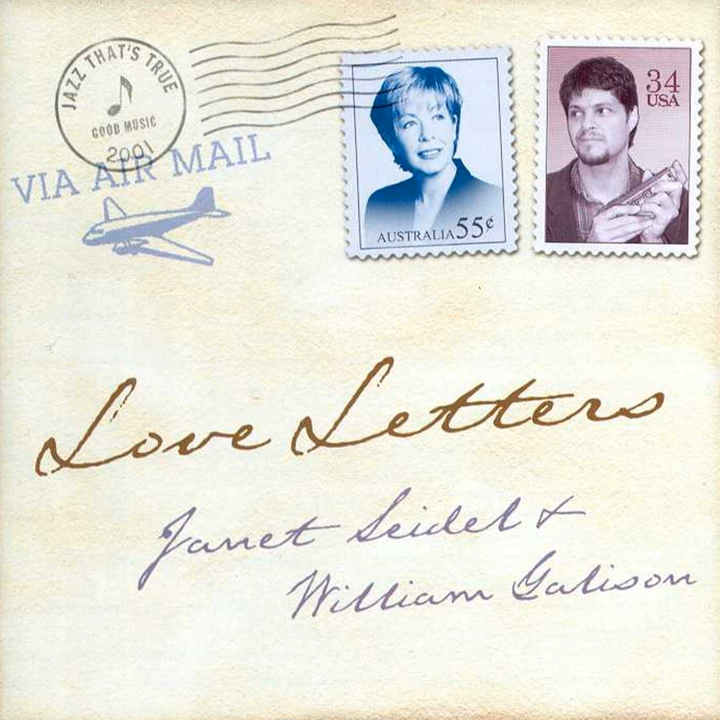 JAZZ THAT'S TRUE
GOOD MUSIC
2001
VIA AIR MAIL
AUSTRALIA 55¢
34
USA
Love Letters
Janet Seidel &
William Galison